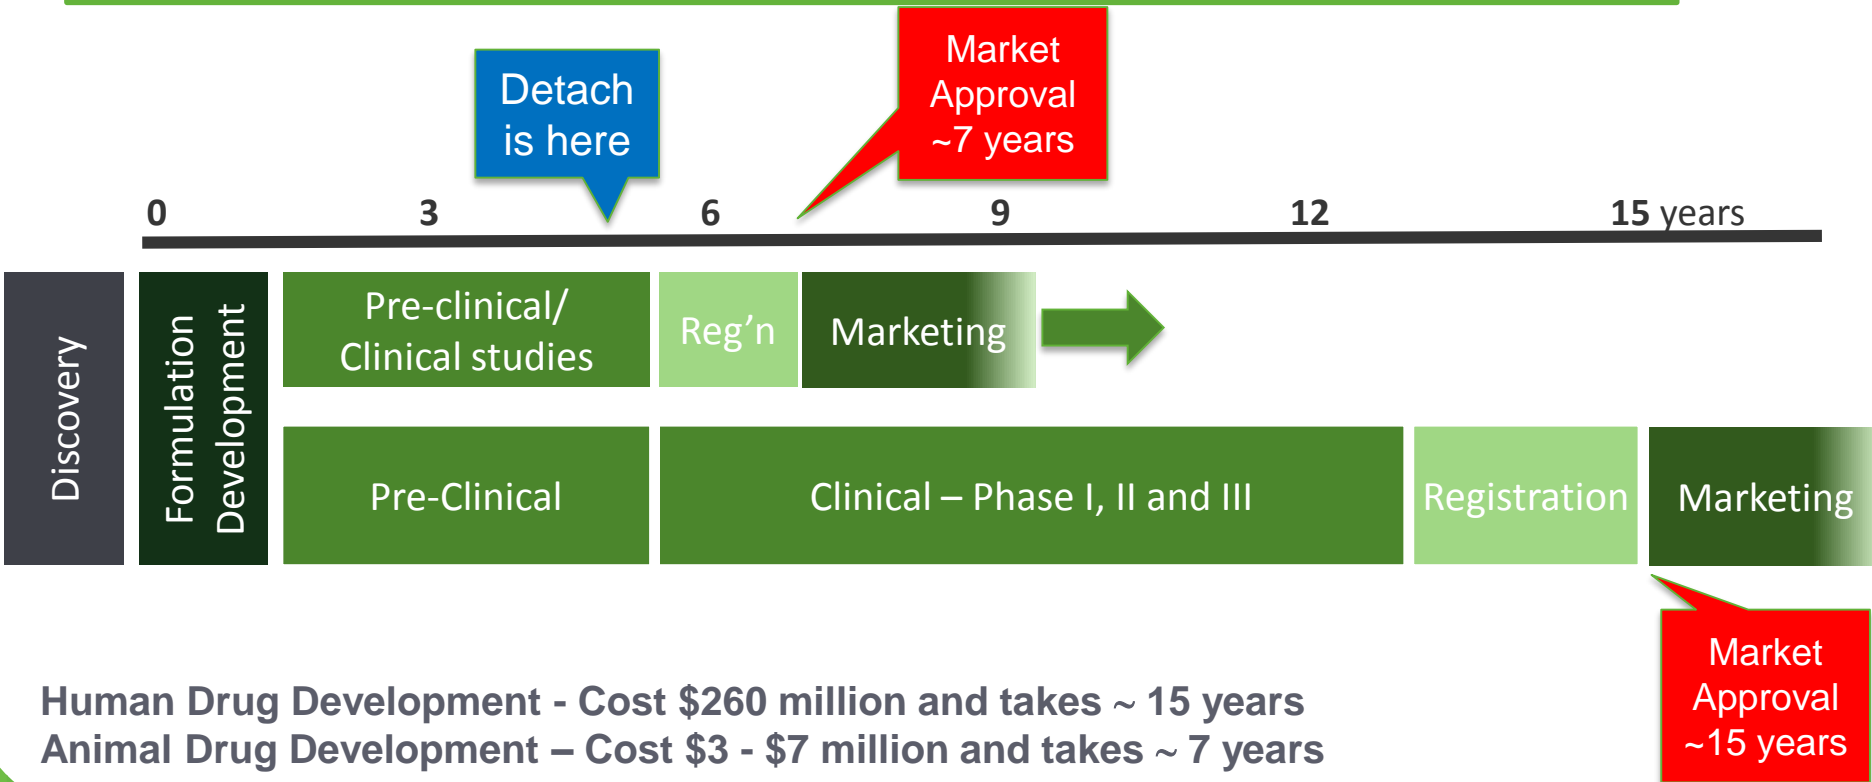 Detach
is here
Market
Approval
~7 years
0 3 6 9 12 15 years
Discovery
Formulation
Development
Pre-clinical/
Clinical studies
Reg’n
Marketing
Pre-Clinical
Clinical – Phase I, II and III
Registration
Marketing
Market
Approval
~15 years
Human Drug Development - Cost $260 million and takes ~ 15 years
Animal Drug Development – Cost $3 - $7 million and takes ~ 7 years